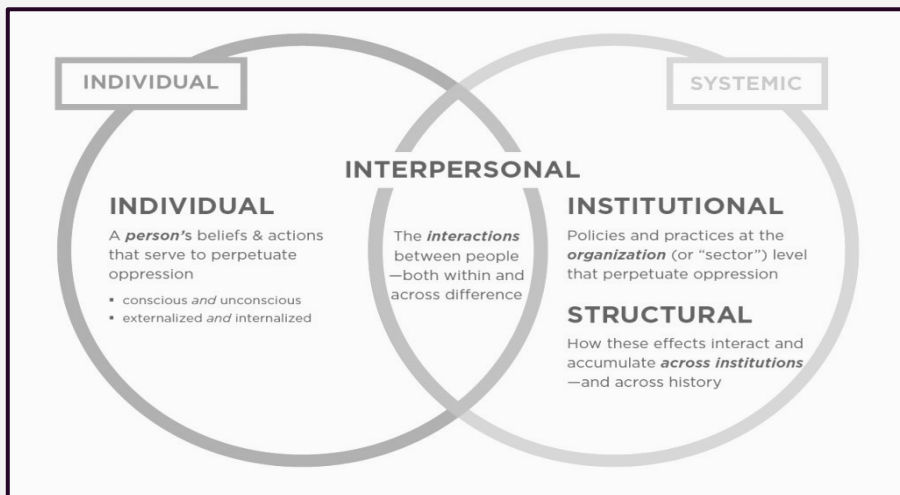 INDIVIDUAL
SYSTEMIC
INTERPERSONAL
INDIVIDUAL
A person's beliefs & actions
that serve to perpetuate
oppression
▪ conscious and unconscious
▪ externalized and internalized
The interactions
between people
—both within and
across difference
INSTITUTIONAL
Policies and practices at the
organization (or “sector”) level
that perpetuate oppression
STRUCTURAL
How these effects interact and
accumulate across institutions
—and across history